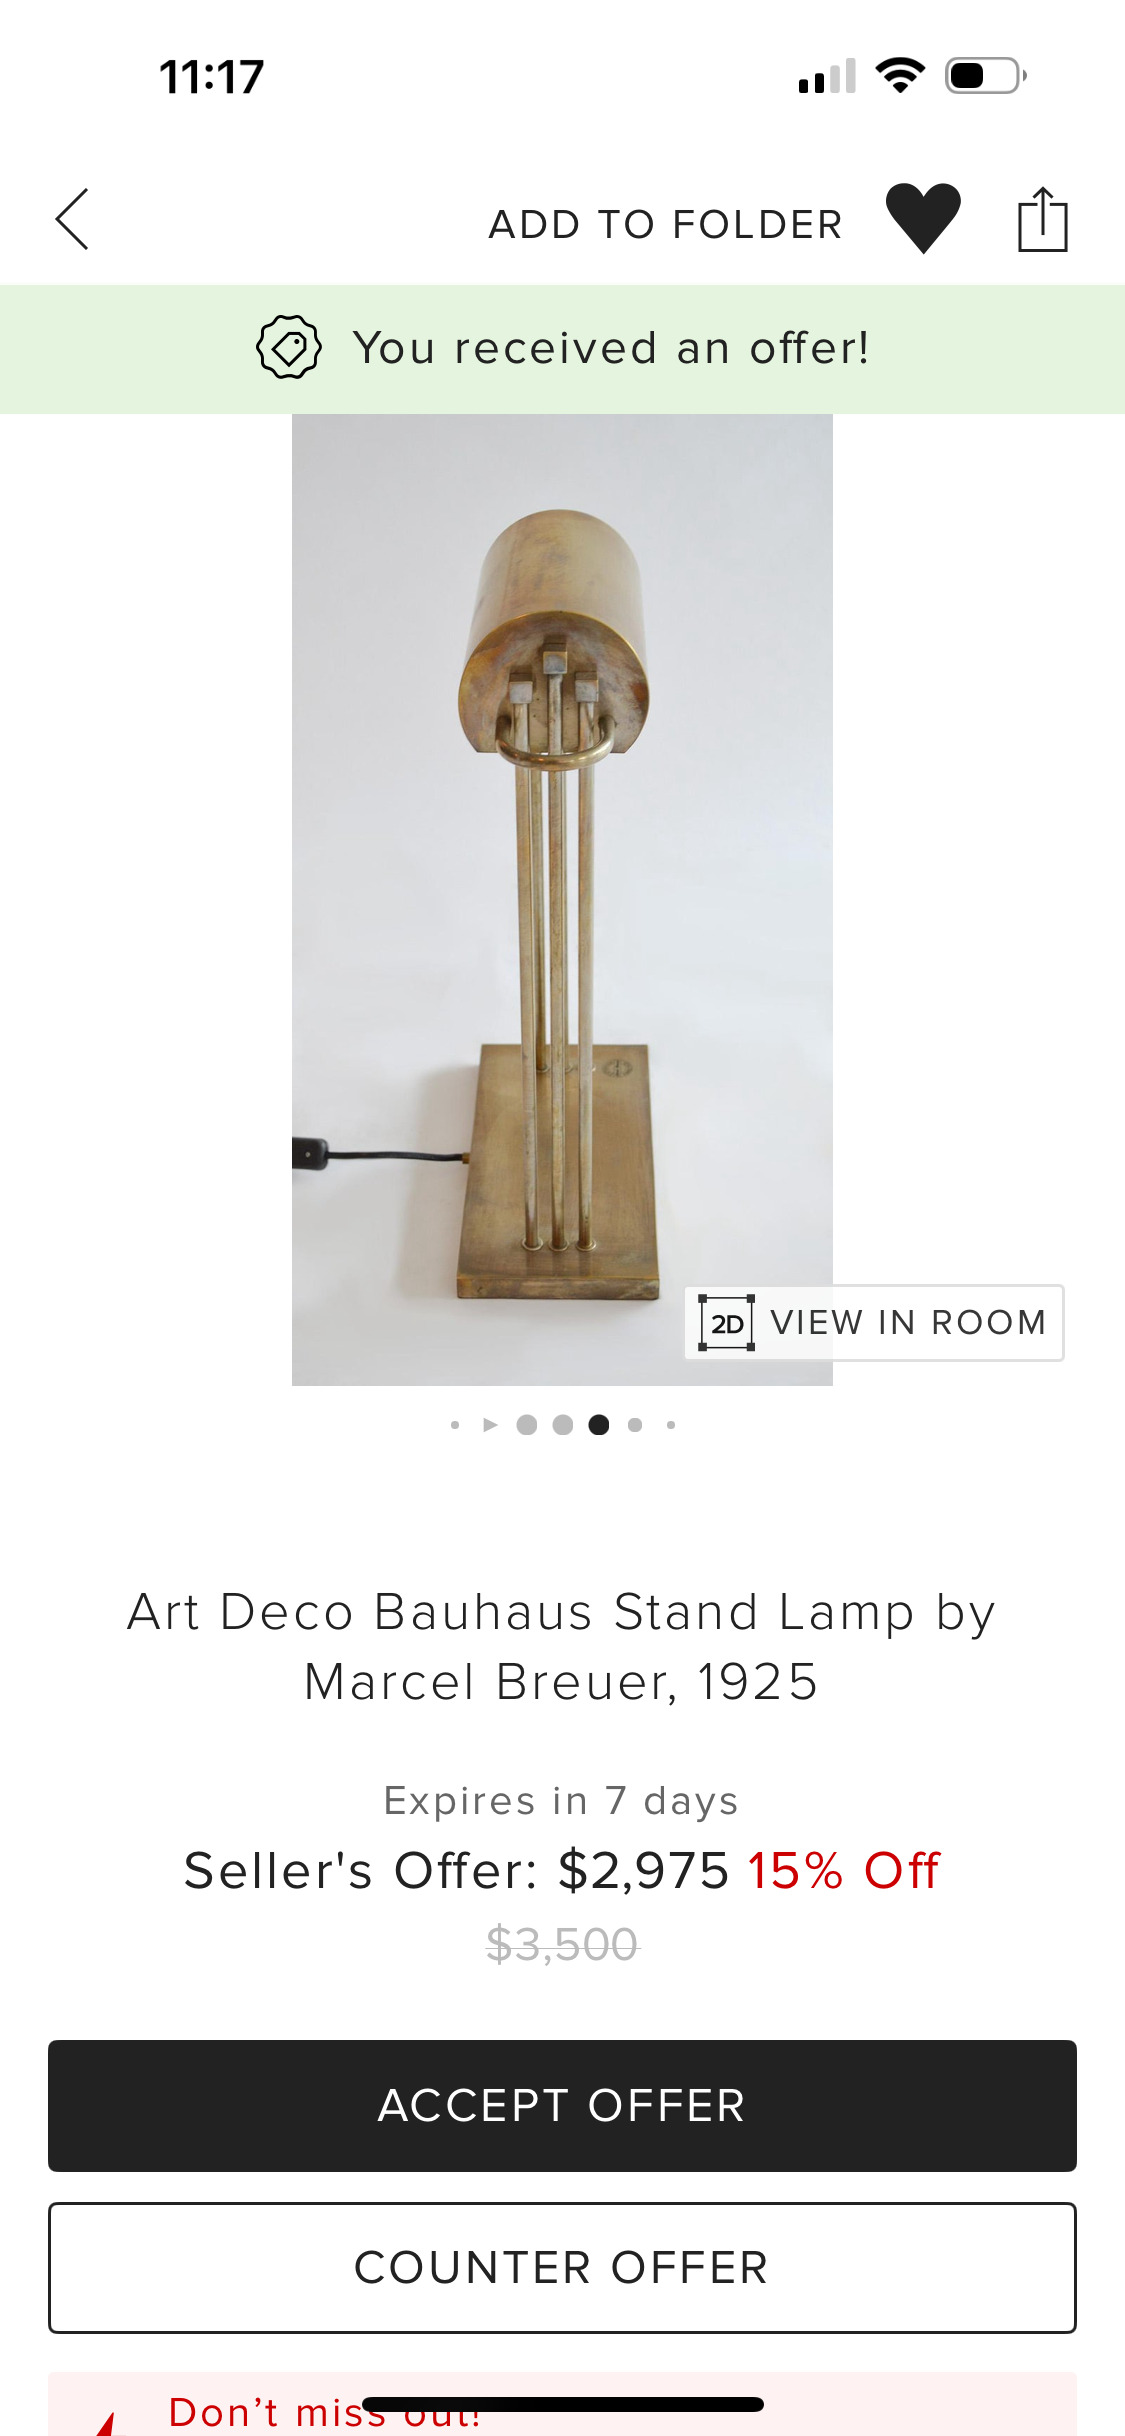 11:17
ADD TO FOLDER
You received an offer!
2D VIEW IN ROOM
Art Deco Bauhaus Stand Lamp by
Marcel Breuer, 1925
Expires in 7 days
Seller's Offer: $2,975 15% Off
$3,500
ACCEPT OFFER
COUNTER OFFER
Don’t miss out!